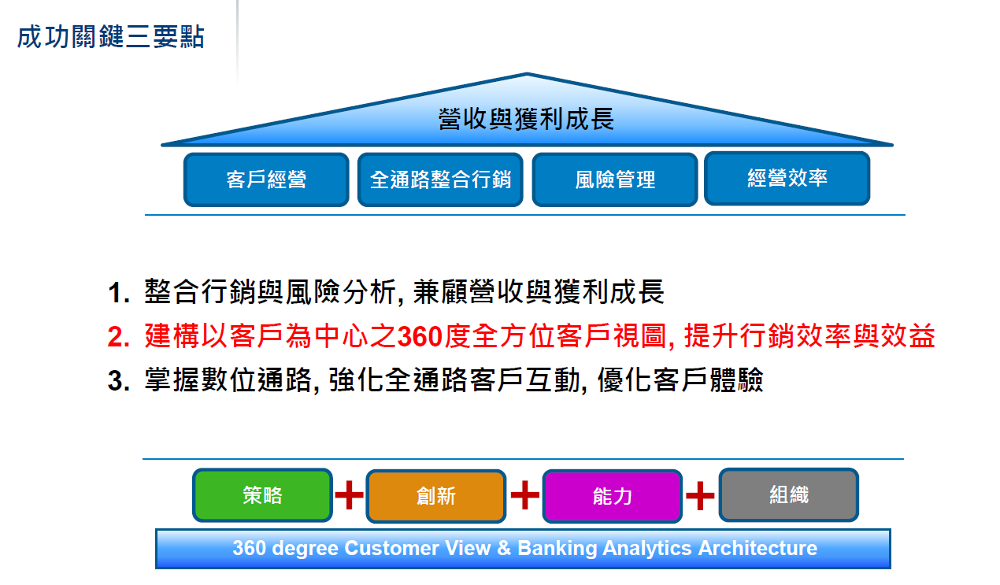 成功關鍵三要點
營收與獲利成長
客戶經營 全通路整合行銷 風險管理 經營效率
1. 整合行銷與風險分析, 兼顧營收與獲利成長
2. 建構以客戶為中心之360度全方位客戶視圖, 提升行銷效率與效益
3. 掌握數位通路, 強化全通路客戶互動, 優化客戶體驗
策略 + 創新 + 能力 + 組織
360 degree Customer View & Banking Analytics Architecture